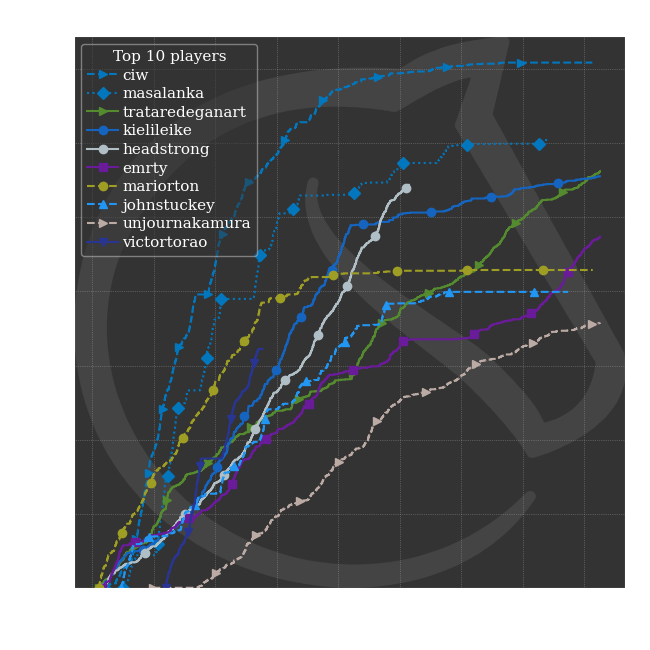 Top 10 players
ciw
masalanka
trataredeganart
kielileike
headstrong
emrty
mariorton
johnstuckey
unjournakamura
victortorao